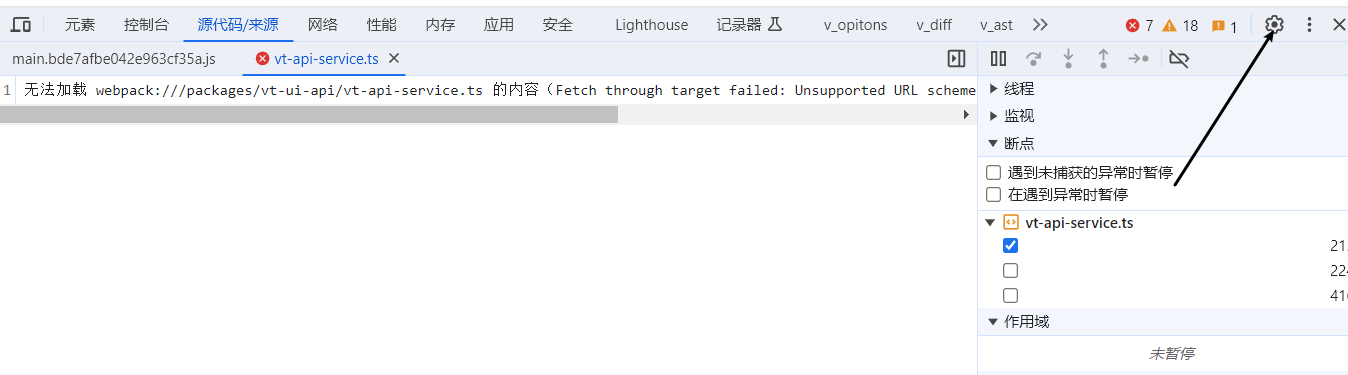 元素 控制台 源代码/来源 网络 性能 内存 应用 安全 Lighthouse 记录器 v_opitons v_diff v_ast 7 18 1
main.bde7afbe042e963cf35a.js vt-api-service.ts
1 无法加载 webpack:///packages/vt-ui-api/vt-api-service.ts 的内容（Fetch through target failed: Unsupported URL scheme
线程
监视
断点
遇到未捕获的异常时暂停
在遇到异常时暂停
vt-api-service.ts
作用域
未暂停